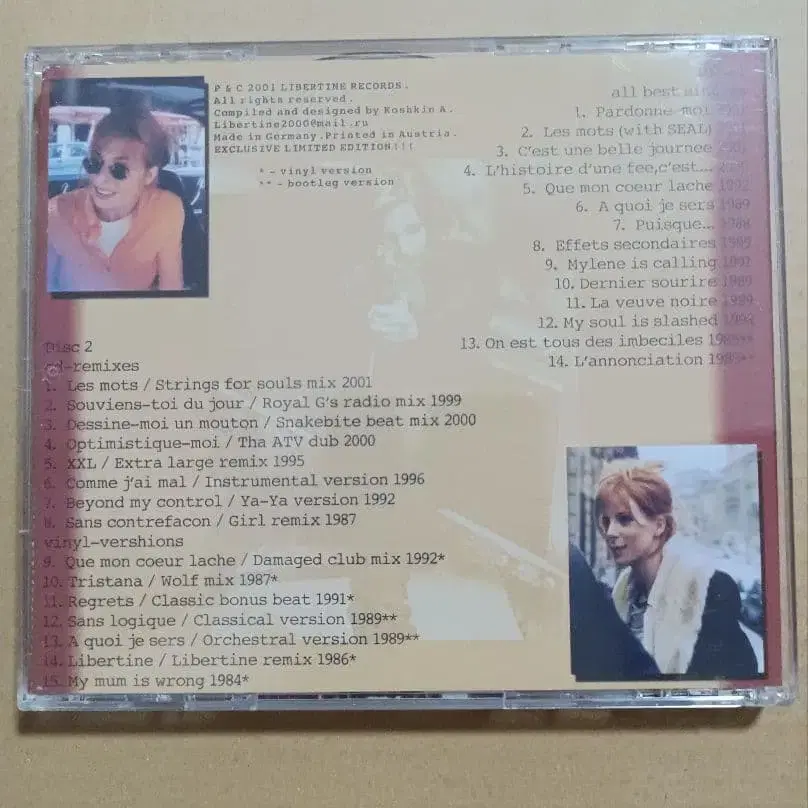 P & C 2001 LIBERTINE RECORDS.
All rights reserved.
Compiled and designed by Koshkin A.
Libertine2000@mail.ru
Made in Germany.Printed in Austria.
EXCLUSIVE LIMITED EDITION!!!
* - vinyl version
** - bootleg version
all best singles
1. Pardonne-moi
2. Les mots (with SEAL)
3. C'est une belle journee 2001
4. L'histoire d'une fee,c'est...
5. Que mon coeur lache 1992
6. A quoi je sers 1989
7. Puisque... 1988
8. Effets secondaires
9. Mylene is calling
10. Dernier sourire 1989
11. La veuve noire 1989
12. My soul is slashed
13. On est tous des imbeciles
14. L'annonciation
Disc 2
cd-remixes
1. Les mots / Strings for souls mix 2001
2. Souviens-toi du jour / Royal G's radio mix 1999
3. Dessine-moi un mouton / Snakebite beat mix 2000
4. Optimistique-moi / Tha ATV dub 2000
5. XXL / Extra large remix 1995
6. Comme j'ai mal / Instrumental version 1996
7. Beyond my control / Ya-Ya version 1992
8. Sans contrefacon / Girl remix 1987
vinyl-vershions
9. Que mon coeur lache / Damaged club mix 1992*
10. Tristana / Wolf mix 1987*
11. Regrets / Classic bonus beat 1991*
12. Sans logique / Classical version 1989**
13. A quoi je sers / Orchestral version 1989**
14. Libertine / Libertine remix 1986*
15. My mum is wrong 1984*